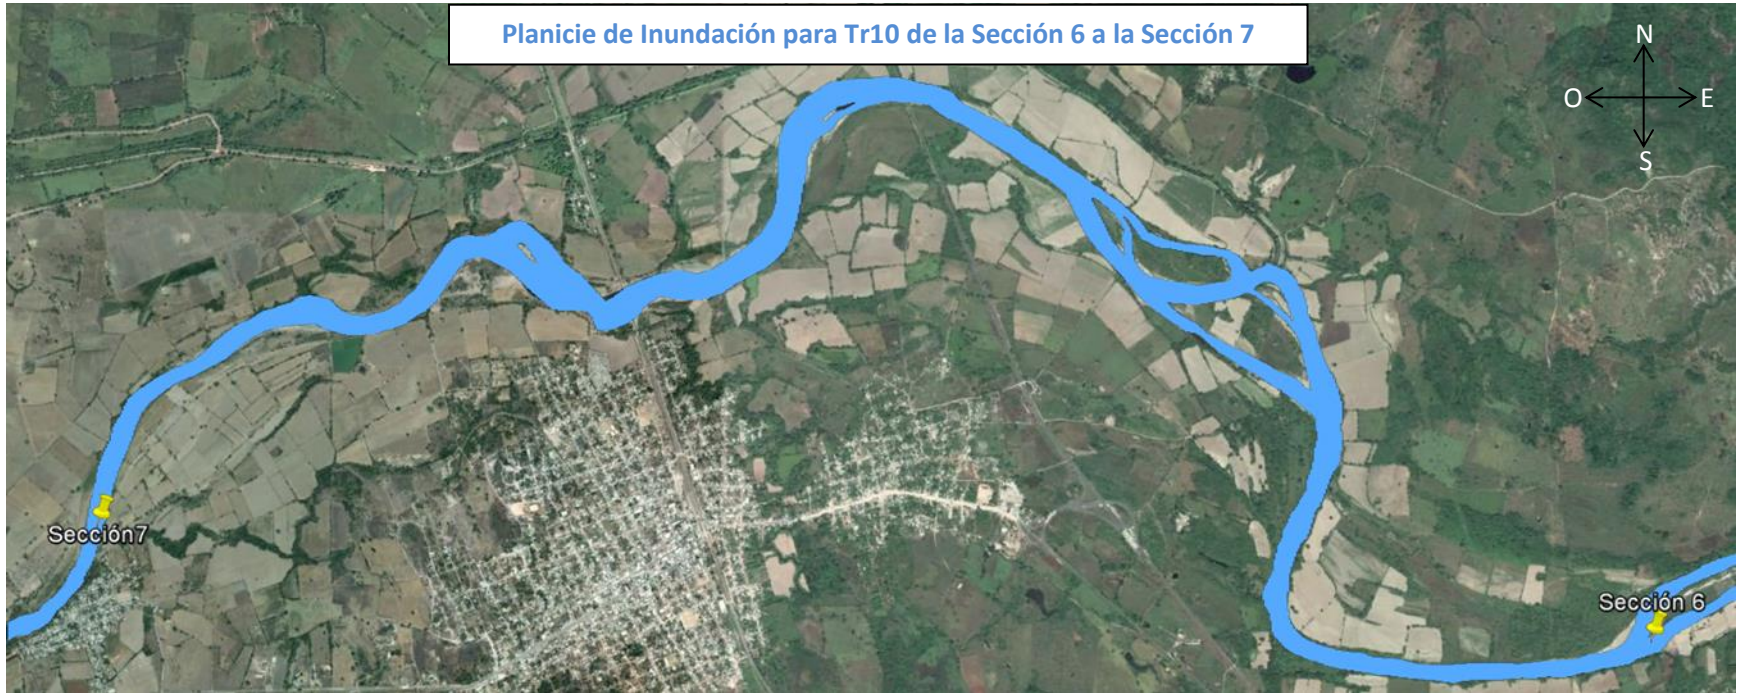 Planicie de Inundación para Tr10 de la Sección 6 a la Sección 7
N
O E
S
Sección7
Sección 6